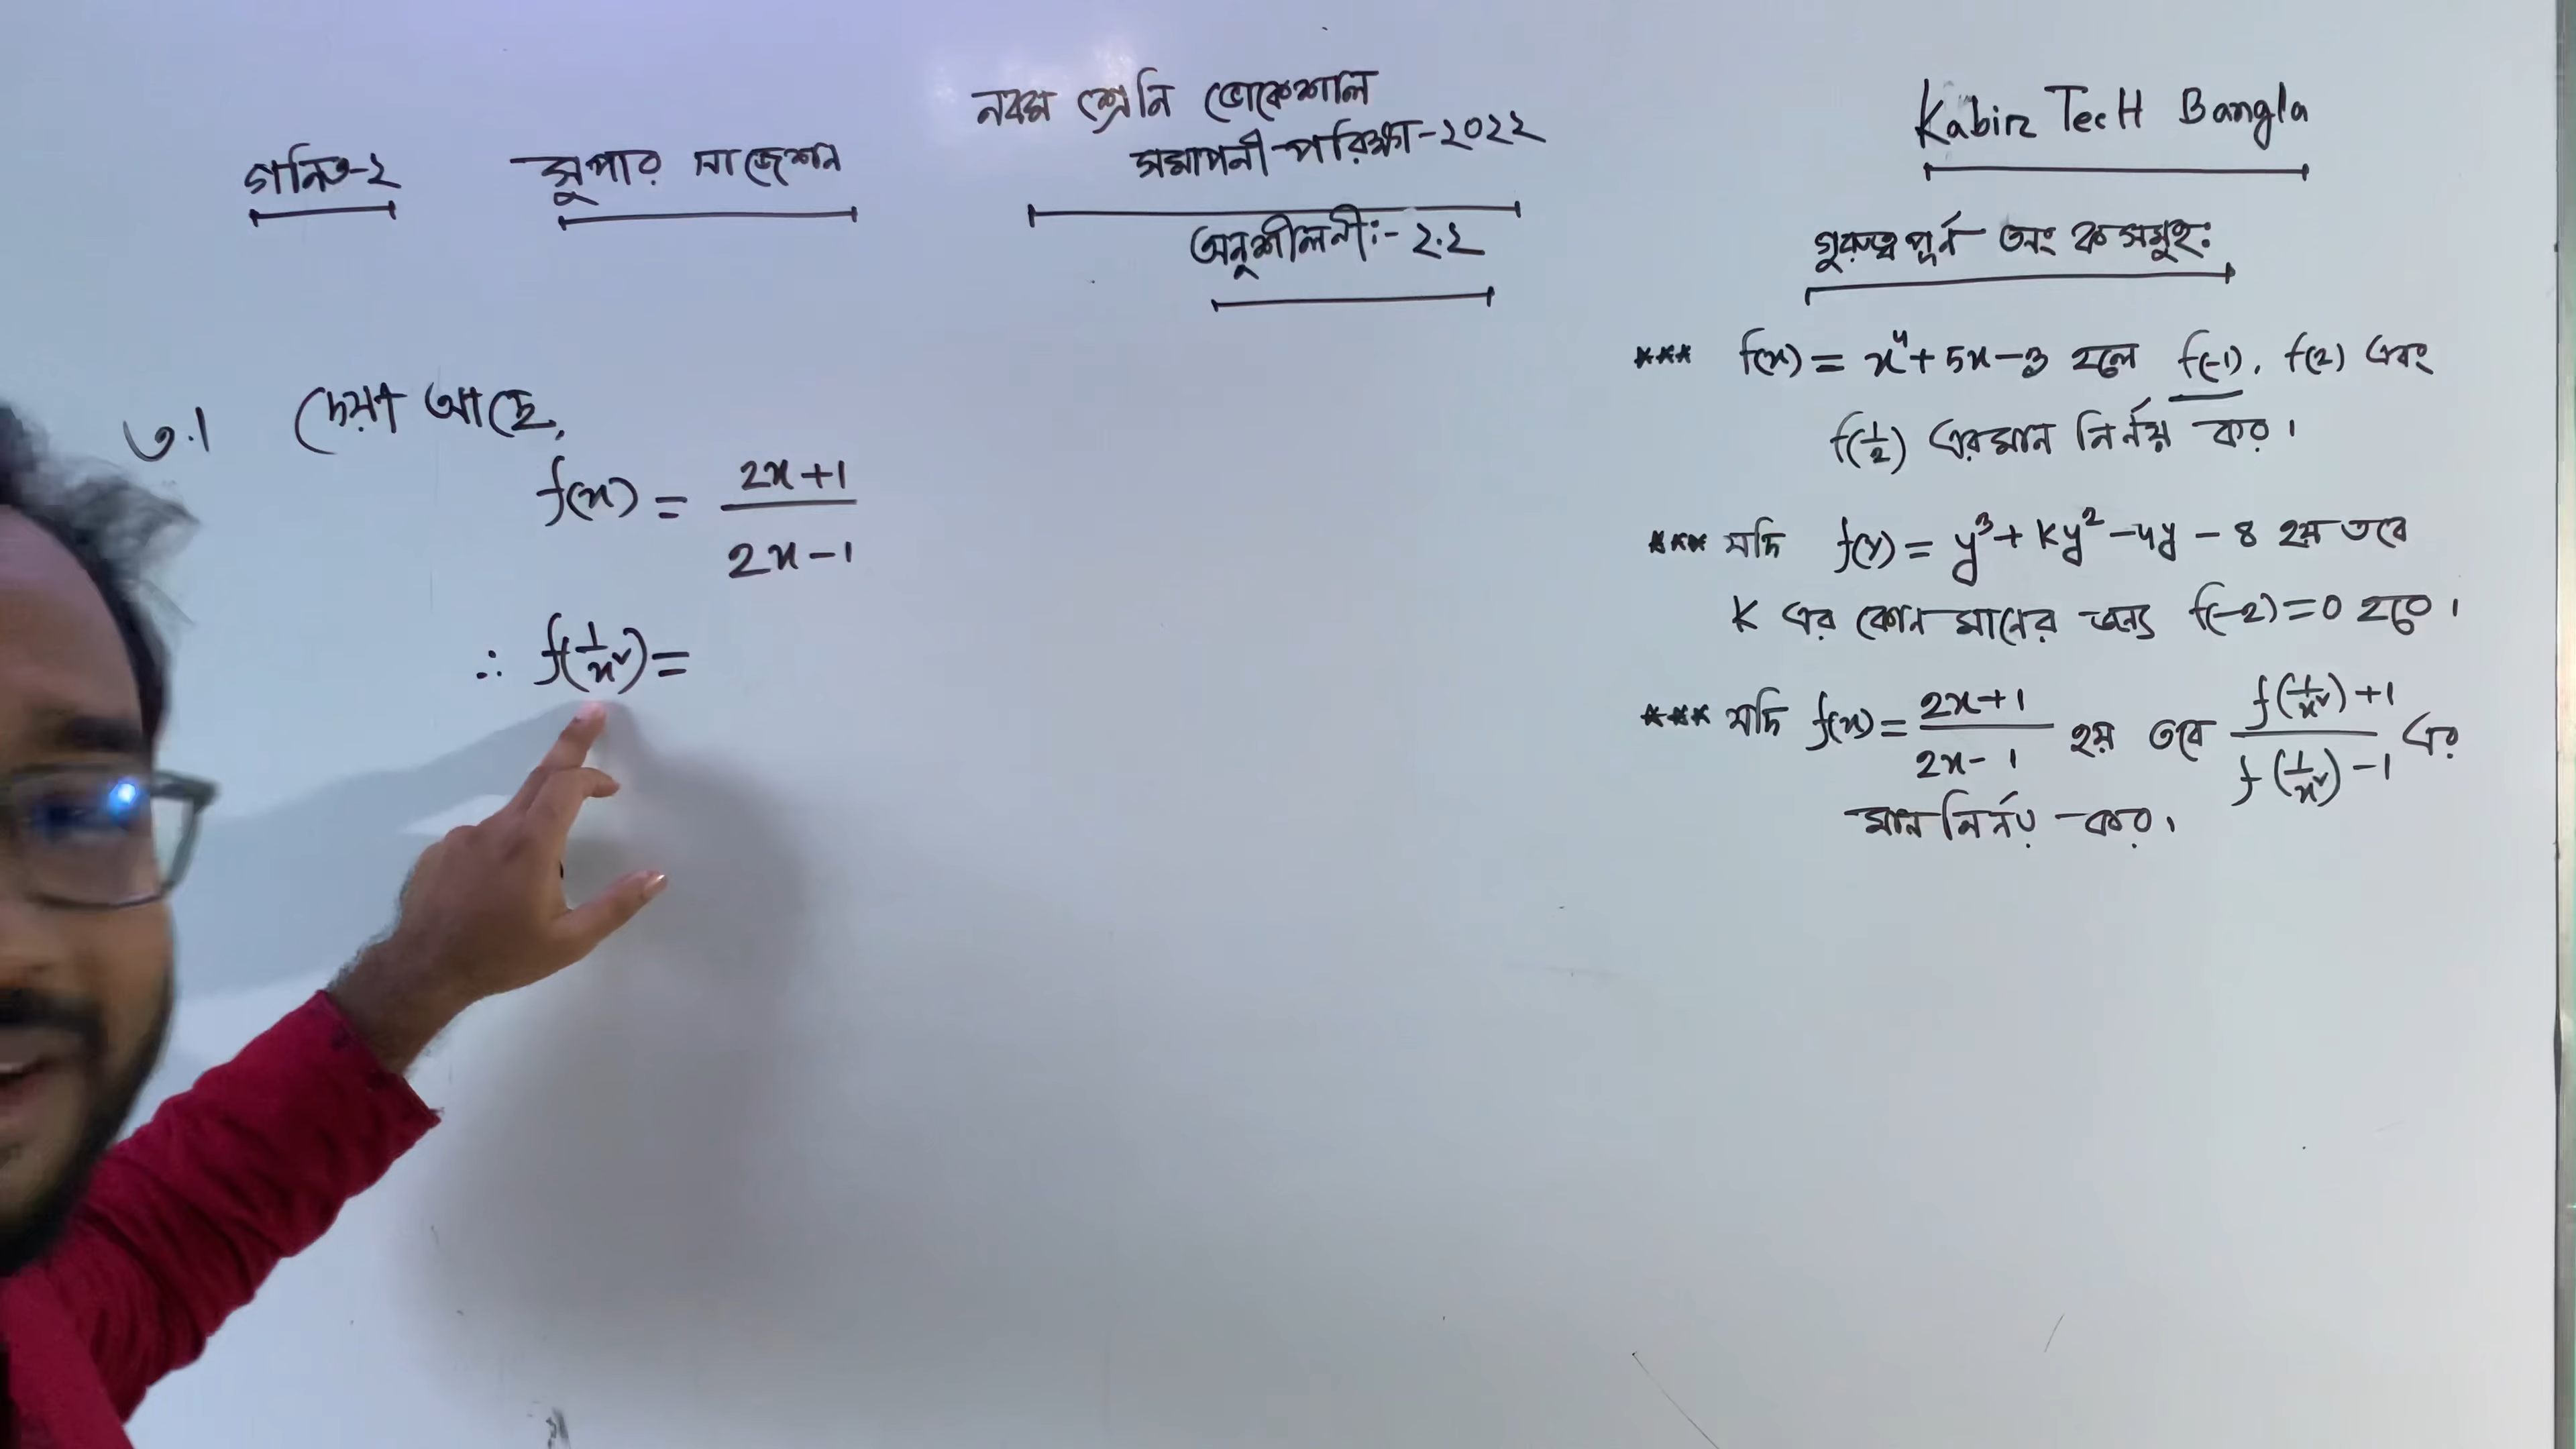 নবম শ্রেনি ভোকেশাল
সমাপনী পরিক্ষা-২০২২
গনিত-২
সুপার সাজেশন
অনুশীলনী:- ২.২
Kabir TecH Bangla
গুরুত্বপূর্ন অংকসমূহ:
*** f(x) = x⁴ + 5x - 3 হলে f(-1), f(2) এবং
f(1/2) এরমান নির্নয় কর।
*** যদি f(y) = y³ + ky² - 4y - 8 হয় তবে
K এর কোন মানের জন্য f(-2) = 0 হবে।
*** যদি f(x) = (2x+1)/(2x-1) হয় তবে (f(1/x²)+1)/(f(1/x²)-1) এর
মান নির্নয় কর।
৩.। দেয়া আছে,
f(x) = (2x+1)/(2x-1)
∴ f(1/x²) =